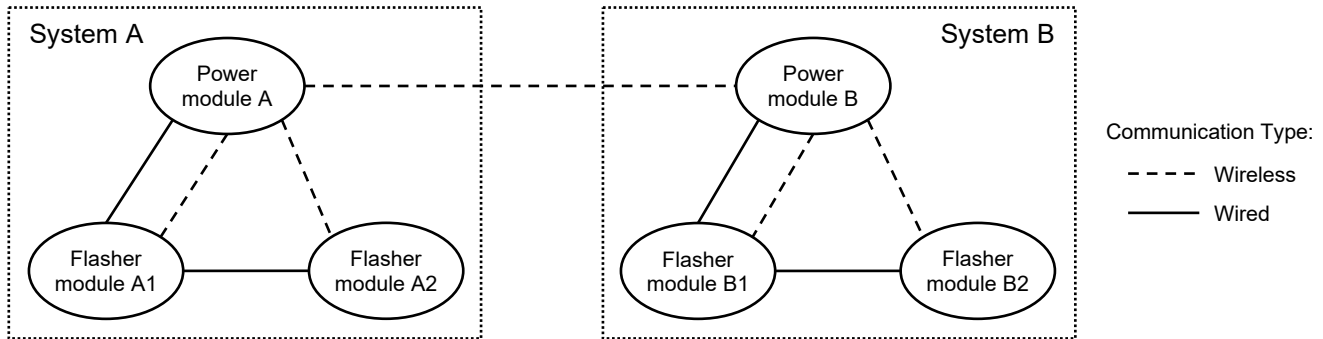 System A
Power
module A
Flasher
module A1
Flasher
module A2
System B
Power
module B
Flasher
module B1
Flasher
module B2
Communication Type:
Wireless
Wired